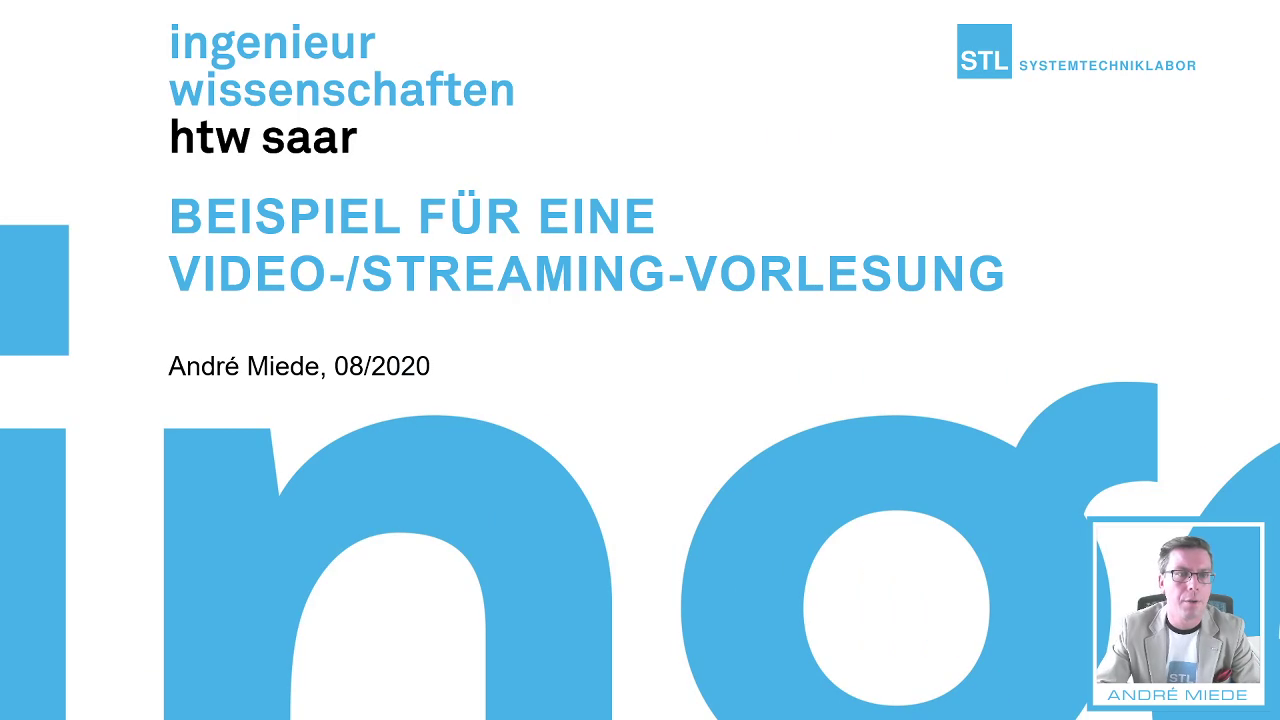 ingenieur
wissenschaften
htw saar
STL SYSTEMTECHNIKLABOR
BEISPIEL FÜR EINE
VIDEO-/STREAMING-VORLESUNG
André Miede, 08/2020
ing
STL
ANDRÉ MIEDE